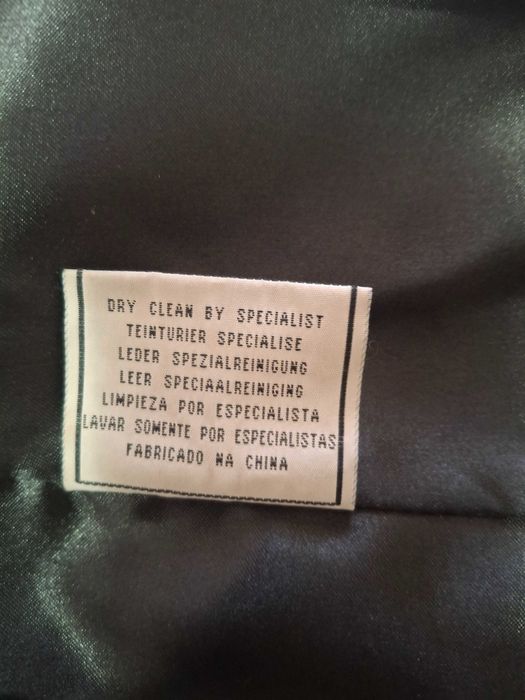 DRY CLEAN BY SPECIALIST
TEINTURIER SPECIALISE
LEDER SPEZIALREINIGUNG
LEER SPECIAALREINIGING
LIMPIEZA POR ESPECIALISTA
LAVAR SOMENTE POR ESPECIALISTAS
FABRICADO NA CHINA